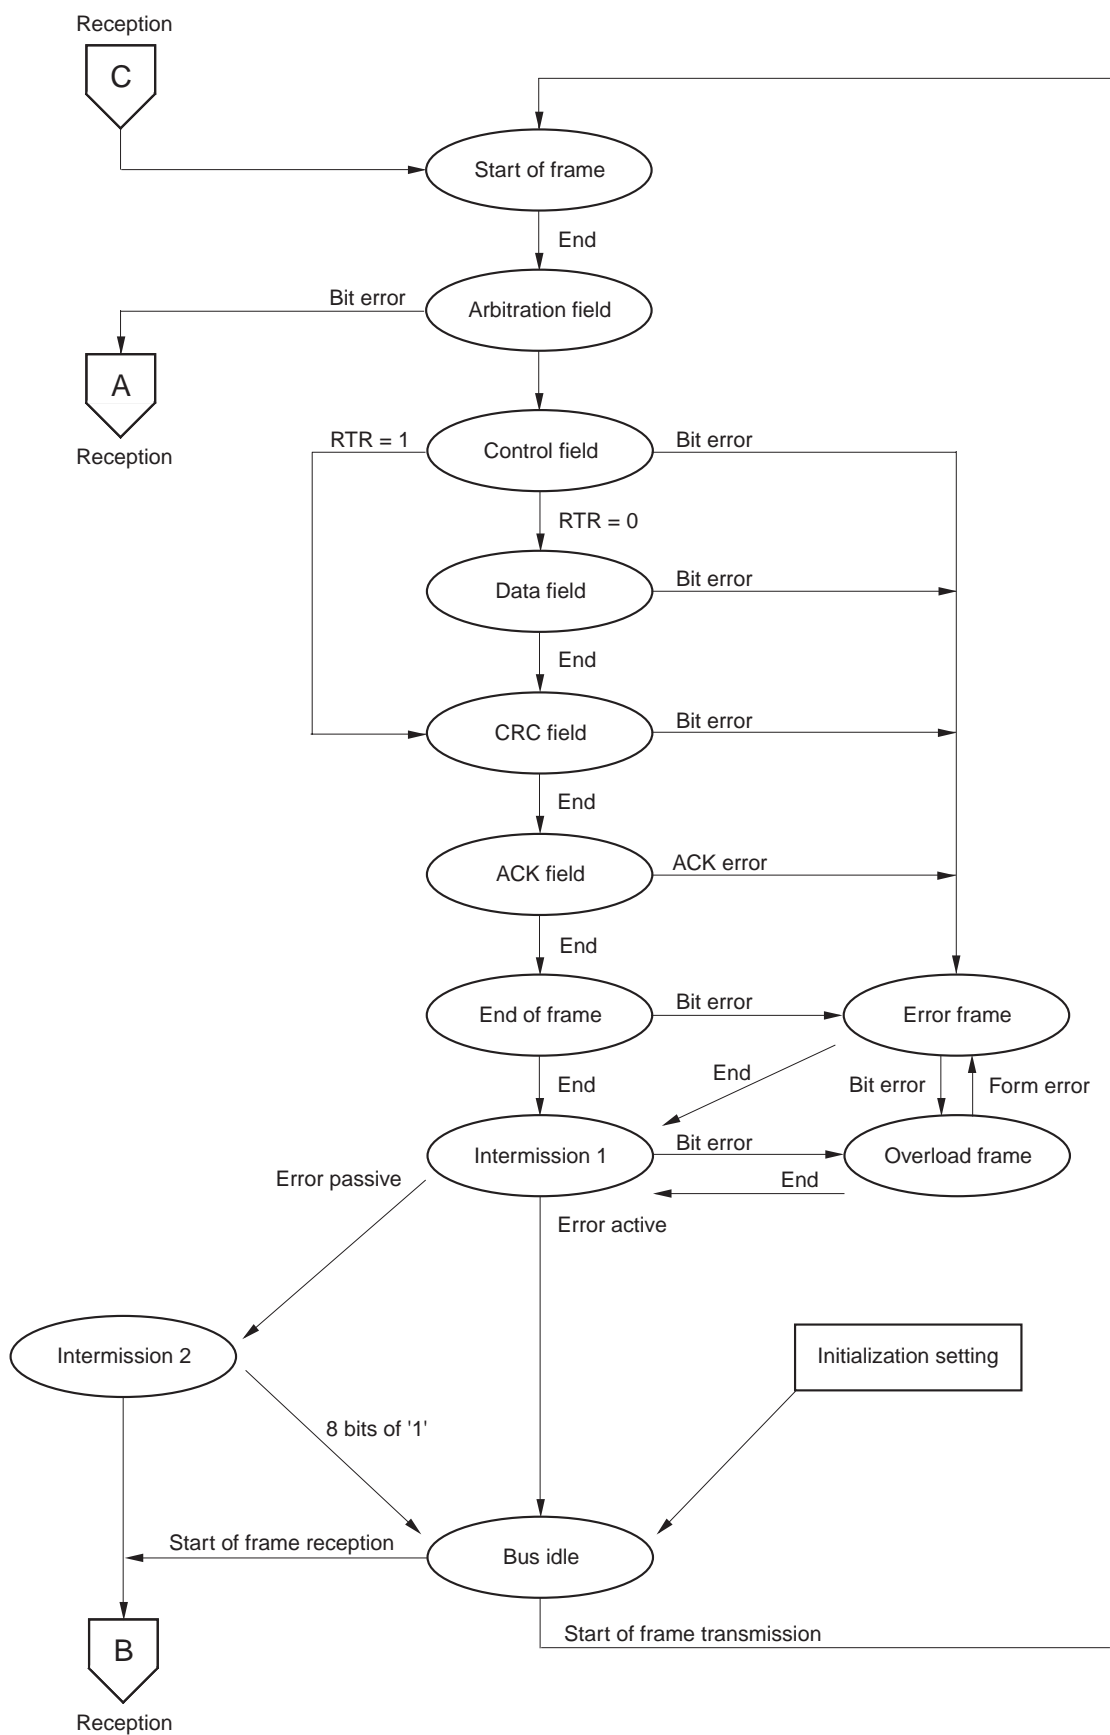 Reception
C
Start of frame
End
Bit error
Arbitration field
A
Reception
RTR = 1
Control field
Bit error
RTR = 0
Data field
Bit error
End
CRC field
Bit error
End
ACK field
ACK error
End
End of frame
Bit error
Error frame
End
End
Bit error
Form error
Intermission 1
Bit error
Overload frame
End
Error passive
Error active
Intermission 2
Initialization setting
8 bits of '1'
Start of frame reception
Bus idle
B
Start of frame transmission
Reception